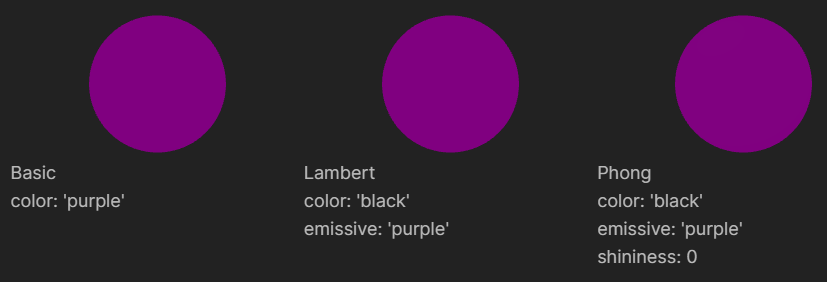 Basic
color: 'purple'
Lambert
color: 'black'
emissive: 'purple'
Phong
color: 'black'
emissive: 'purple'
shininess: 0